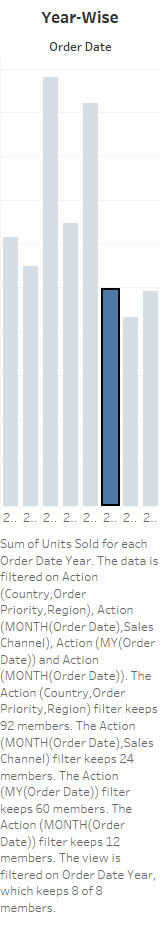 Year-Wise
Order Date
2.. 2.. 2.. 2.. 2.. 2.. 2.. 2..
Sum of Units Sold for each
Order Date Year. The data is
filtered on Action
(Country,Order
Priority,Region), Action
(MONTH(Order Date),Sales
Channel), Action (MY(Order
Date)) and Action
(MONTH(Order Date)). The
Action (Country,Order
Priority,Region) filter keeps
92 members. The Action
(MONTH(Order Date),Sales
Channel) filter keeps 24
members. The Action
(MY(Order Date)) filter
keeps 60 members. The
Action (MONTH(Order
Date)) filter keeps 12
members. The view is
filtered on Order Date Year,
which keeps 8 of 8
members.